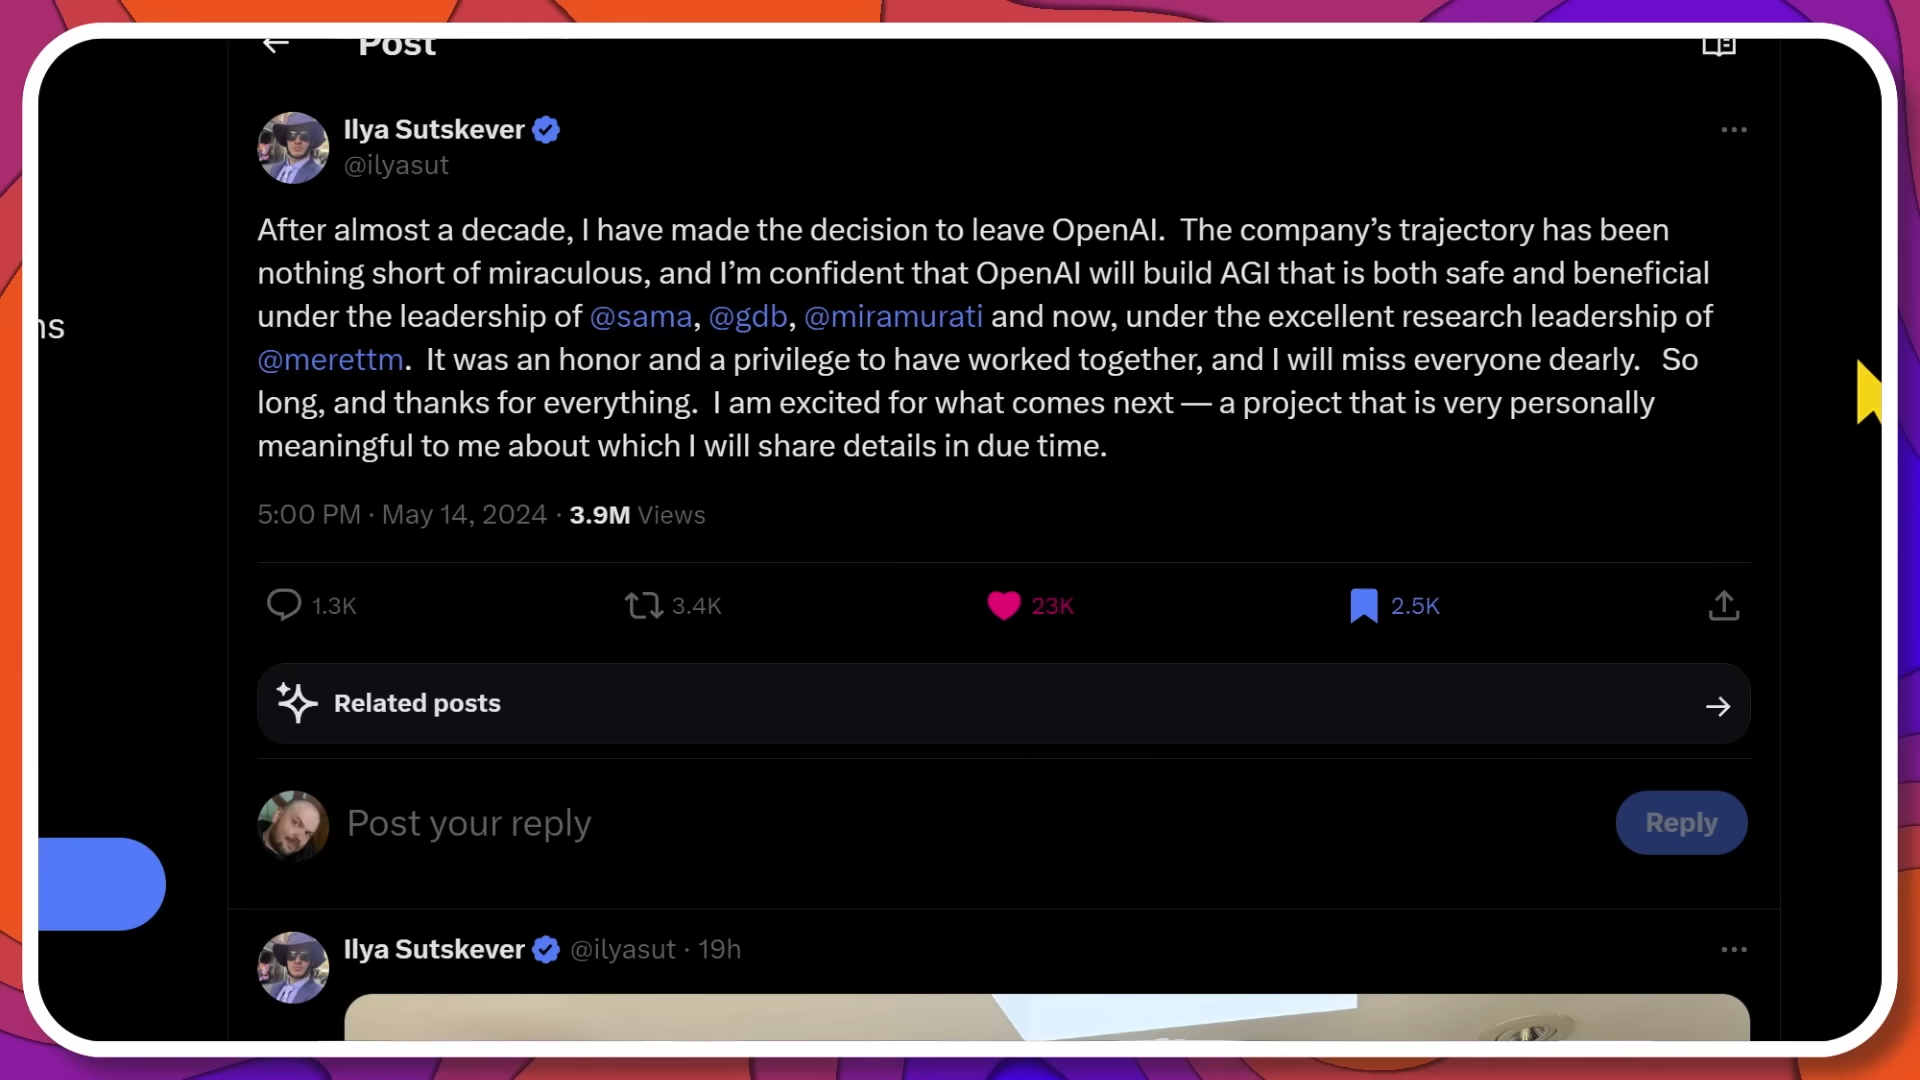 Post
Ilya Sutskever
@ilyasut
After almost a decade, I have made the decision to leave OpenAI.  The company’s trajectory has been
nothing short of miraculous, and I’m confident that OpenAI will build AGI that is both safe and beneficial
under the leadership of @sama, @gdb, @miramurati and now, under the excellent research leadership of
@merettm.  It was an honor and a privilege to have worked together, and I will miss everyone dearly.   So
long, and thanks for everything.  I am excited for what comes next — a project that is very personally
meaningful to me about which I will share details in due time.
5:00 PM · May 14, 2024 · 3.9M Views
1.3K 3.4K 23K 2.5K
Related posts
Post your reply
Reply
Ilya Sutskever @ilyasut · 19h